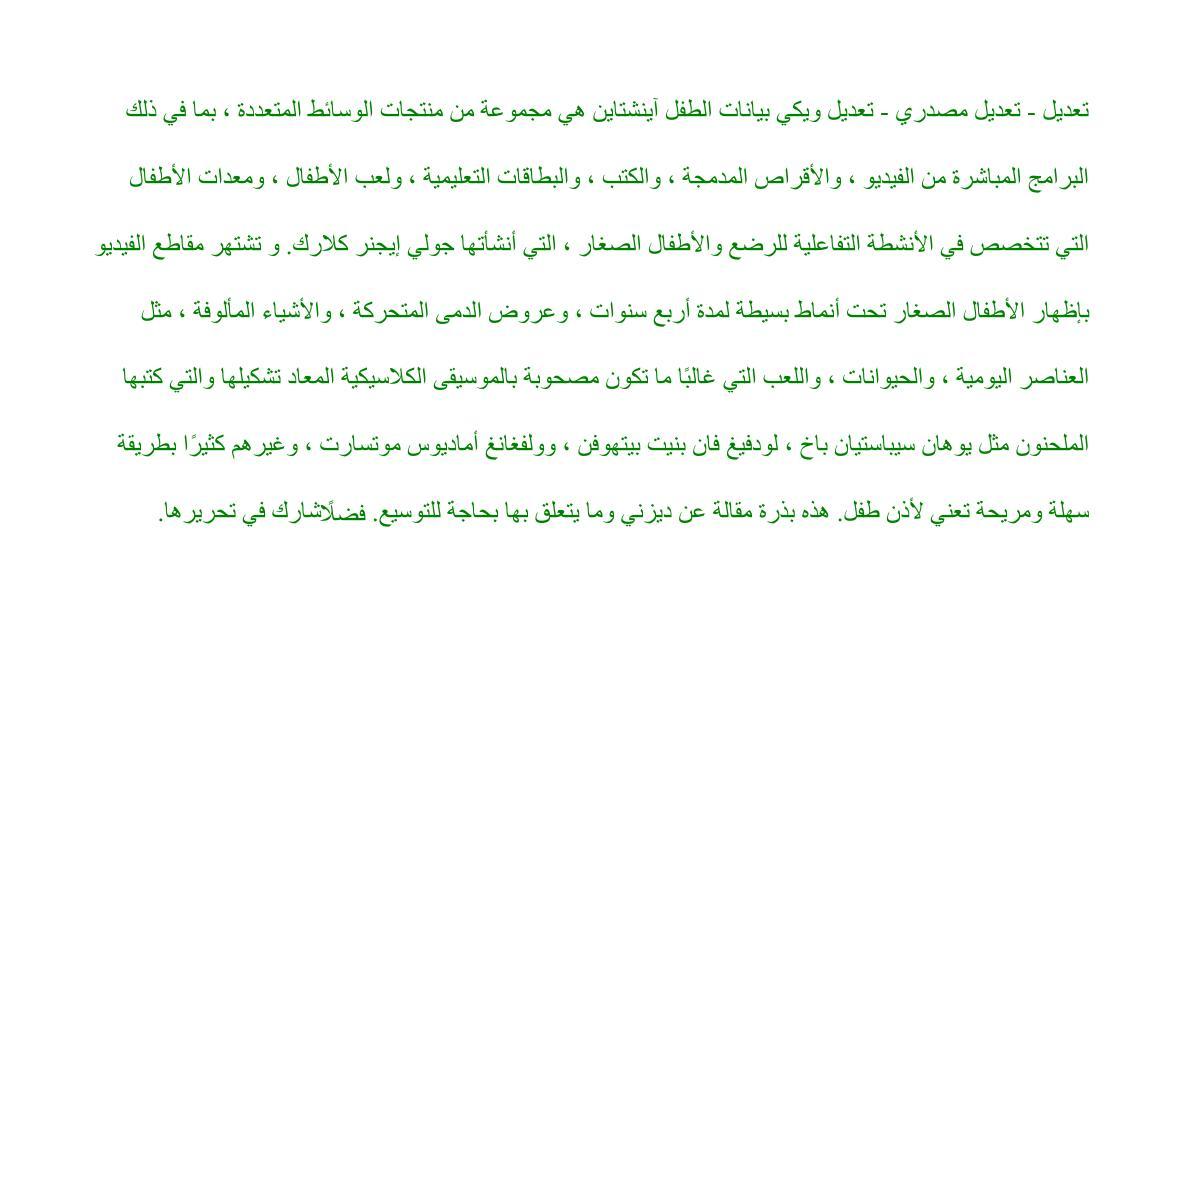 تعديل - تعديل مصدري - تعديل ويكي بيانات الطفل آينشتاين هي مجموعة من منتجات الوسائط المتعددة ، بما في ذلك
البرامج المباشرة من الفيديو ، والأقراص المدمجة ، والكتب ، والبطاقات التعليمية ، ولعب الأطفال ، ومعدات الأطفال
التي تتخصص في الأنشطة التفاعلية للرضع والأطفال الصغار ، التي أنشأتها جولي إيجنر كلارك. و تشتهر مقاطع الفيديو
بإظهار الأطفال الصغار تحت أنماط بسيطة لمدة أربع سنوات ، وعروض الدمى المتحركة ، والأشياء المألوفة ، مثل
العناصر اليومية ، والحيوانات ، واللعب التي غالبًا ما تكون مصحوبة بالموسيقى الكلاسيكية المعاد تشكيلها والتي كتبها
الملحنون مثل يوهان سيباستيان باخ ، لودفيغ فان بنيت بيتهوفن ، وولفغانغ أماديوس موتسارت ، وغيرهم كثيرًا بطريقة
سهلة ومريحة تعني لأذن طفل. هذه بذرة مقالة عن ديزني وما يتعلق بها بحاجة للتوسيع. فضلًاشارك في تحريرها.